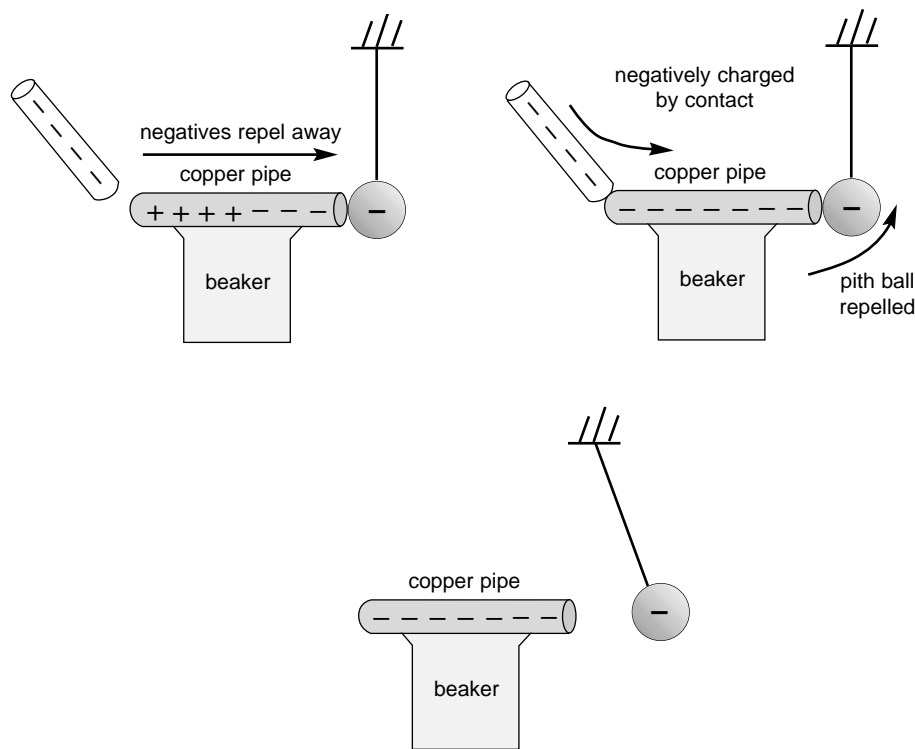 negatives repel away
copper pipe
+ + + + – – –
–
beaker
– – – –
negatively charged
by contact
copper pipe
– – – – – – –
–
beaker
– – – –
pith ball
repelled
copper pipe
– – – – – – –
–
beaker